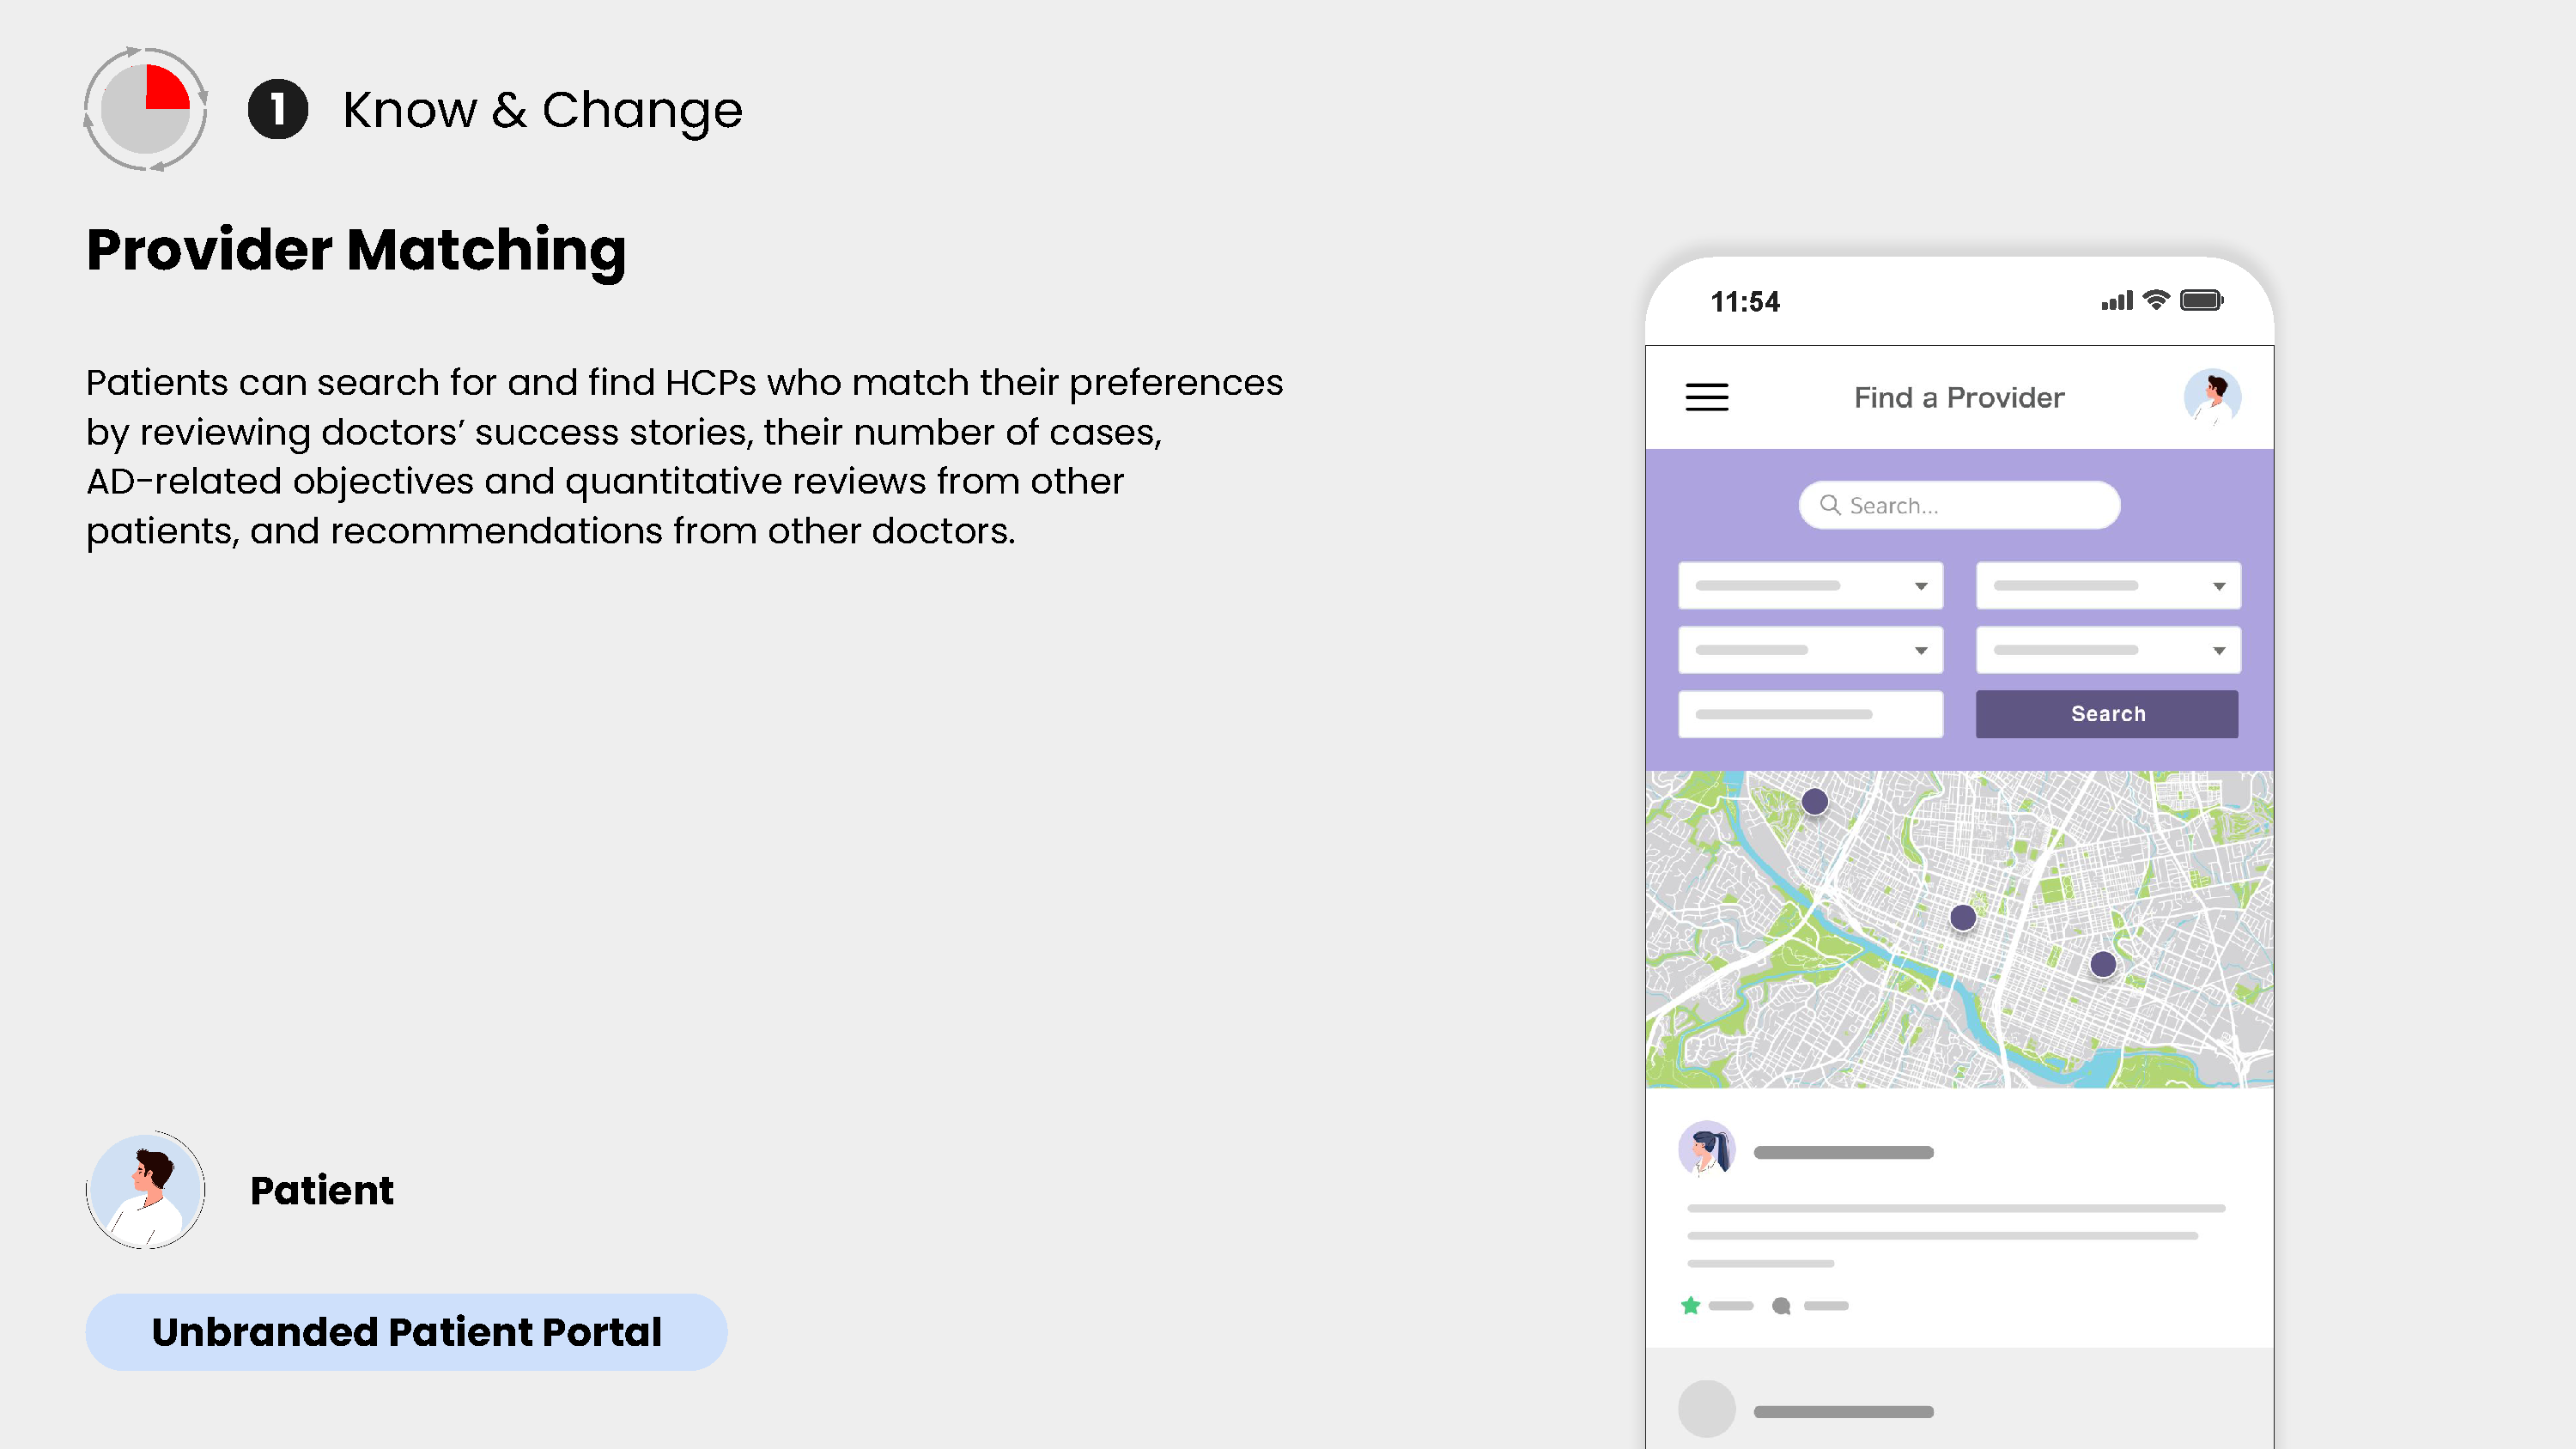 1 Know & Change
Provider Matching
Patients can search for and find HCPs who match their preferences
by reviewing doctors’ success stories, their number of cases,
AD-related objectives and quantitative reviews from other
patients, and recommendations from other doctors.
Patient
Unbranded Patient Portal
11:54
Find a Provider
Search...
Search